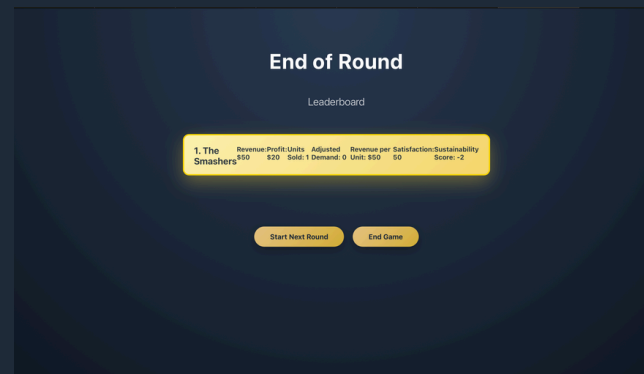 End of Round
Leaderboard
1. The Smashers
Revenue: $50
Profit: $20
Units Sold: 1
Adjusted Demand: 0
Revenue per Unit: $50
Satisfaction: 50
Sustainability Score: -2
Start Next Round
End Game